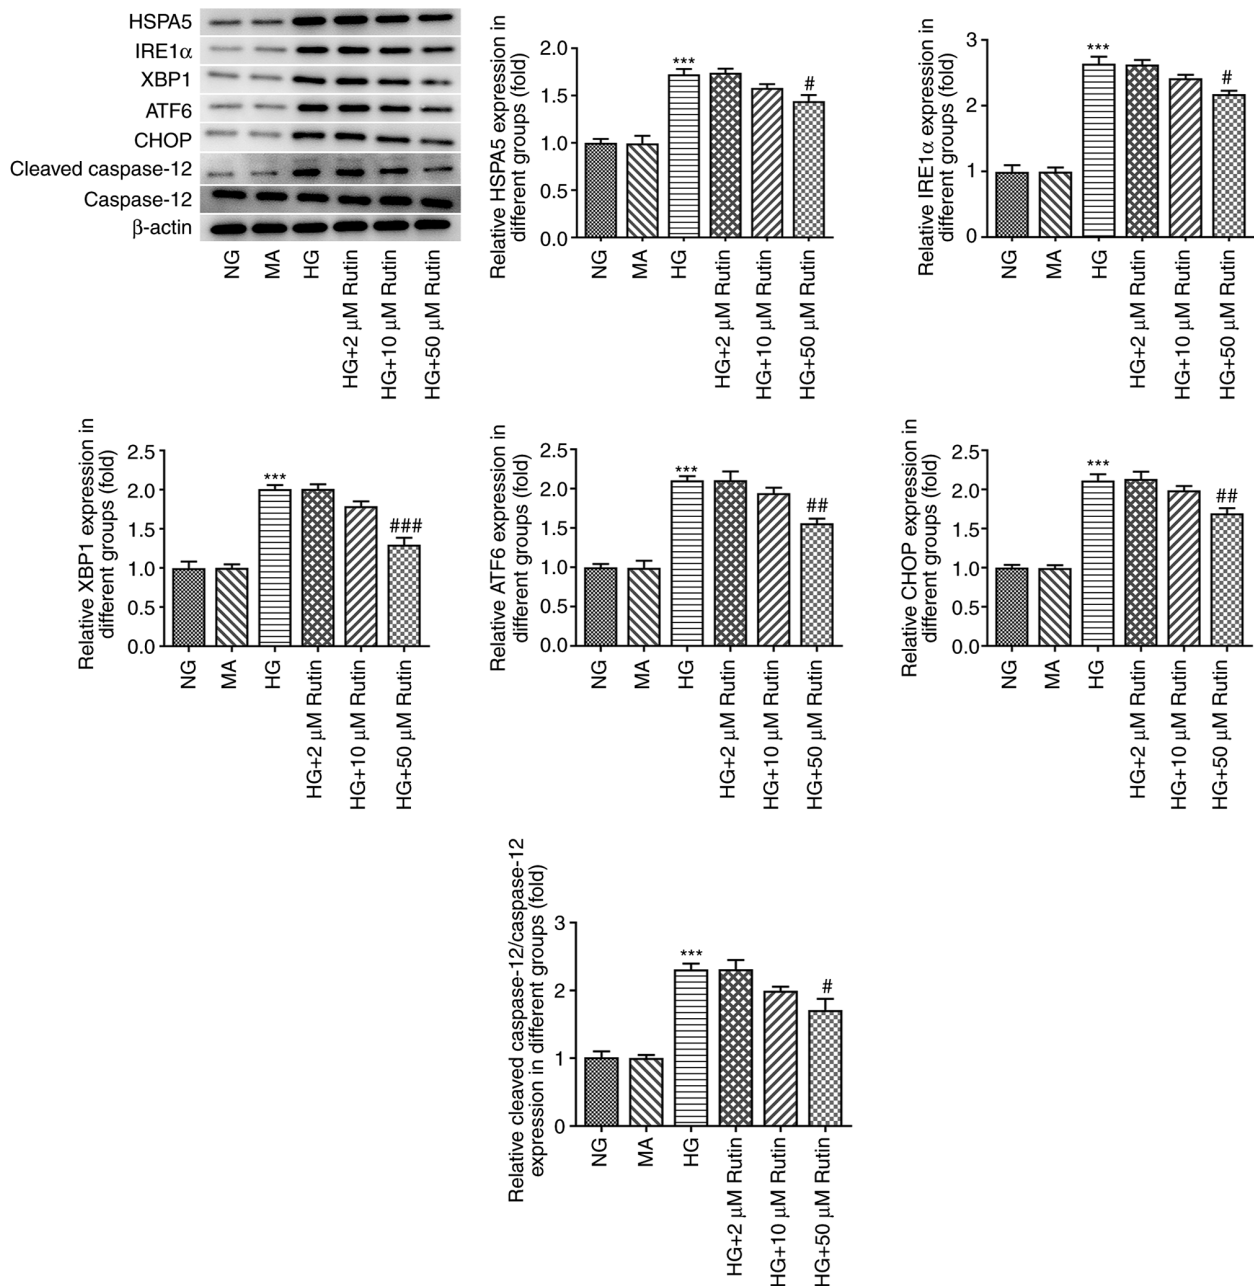 HSPA5
IRE1α
XBP1
ATF6
CHOP
Cleaved caspase-12
Caspase-12
β-actin
NG
MA
HG
HG+2 μM Rutin
HG+10 μM Rutin
HG+50 μM Rutin
Relative HSPA5 expression in
different groups (fold)
2.0
1.5
1.0
0.5
0.0
***
#
NG
MA
HG
HG+2 μM Rutin
HG+10 μM Rutin
HG+50 μM Rutin
Relative IRE1α expression in
different groups (fold)
3
2
1
0
***
#
NG
MA
HG
HG+2 μM Rutin
HG+10 μM Rutin
HG+50 μM Rutin
Relative XBP1 expression in
different groups (fold)
2.5
2.0
1.5
1.0
0.5
0.0
***
###
NG
MA
HG
HG+2 μM Rutin
HG+10 μM Rutin
HG+50 μM Rutin
Relative ATF6 expression in
different groups (fold)
2.5
2.0
1.5
1.0
0.5
0.0
***
##
NG
MA
HG
HG+2 μM Rutin
HG+10 μM Rutin
HG+50 μM Rutin
Relative CHOP expression in
different groups (fold)
2.5
2.0
1.5
1.0
0.5
0.0
***
##
NG
MA
HG
HG+2 μM Rutin
HG+10 μM Rutin
HG+50 μM Rutin
Relative cleaved caspase-12/caspase-12
expression in different groups (fold)
3
2
1
0
***
#
NG
MA
HG
HG+2 μM Rutin
HG+10 μM Rutin
HG+50 μM Rutin